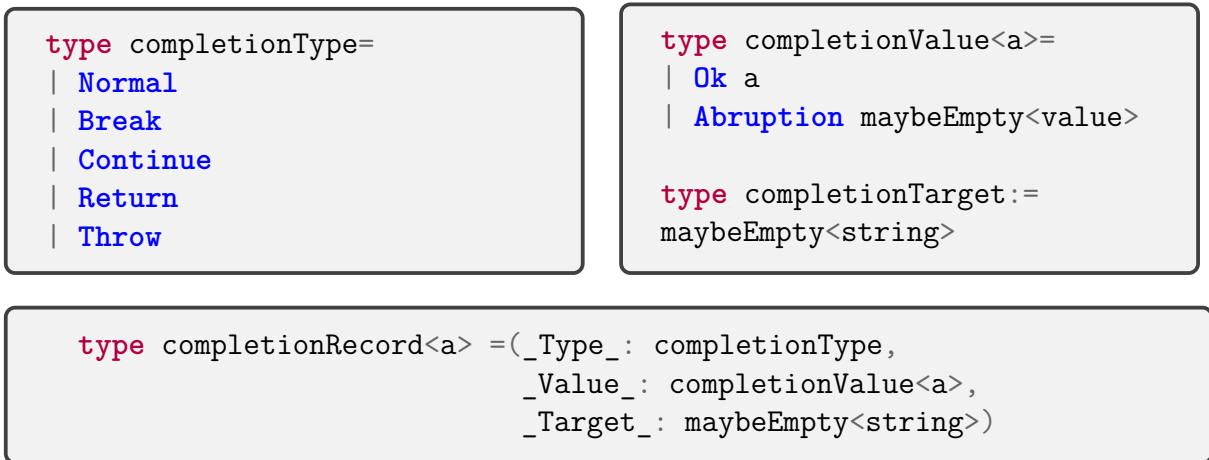 type completionType=
| Normal
| Break
| Continue
| Return
| Throw
type completionValue<a>=
| Ok a
| Abruption maybeEmpty<value>
type completionTarget:=
maybeEmpty<string>
type completionRecord<a> =(_Type_: completionType,
_Value_: completionValue<a>,
_Target_: maybeEmpty<string>)